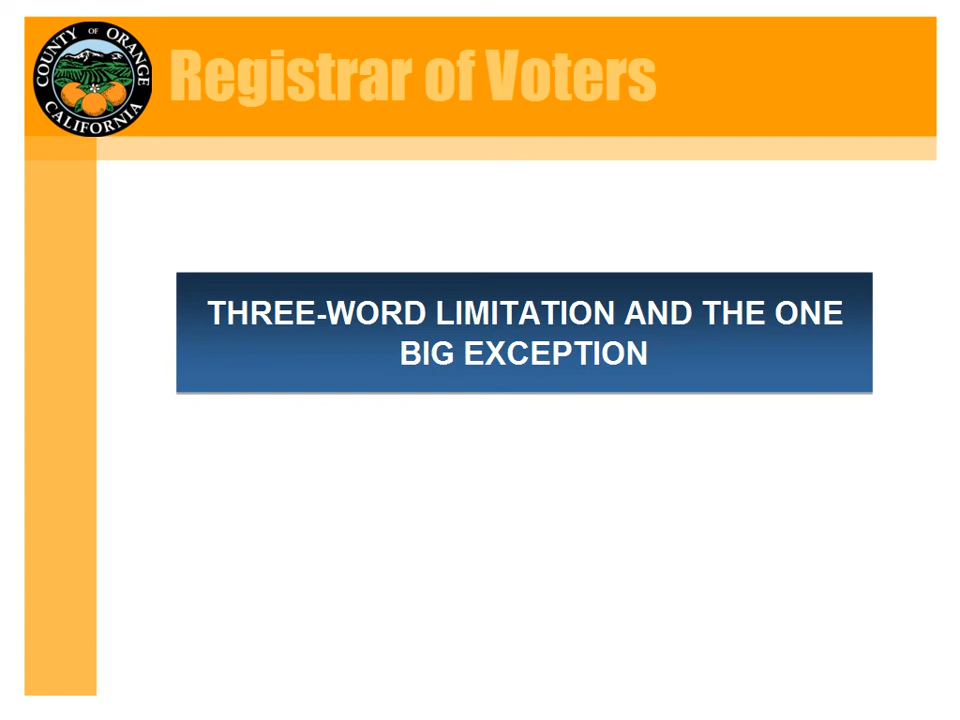 COUNTY OF ORANGE
CALIFORNIA
Registrar of Voters
THREE-WORD LIMITATION AND THE ONE
BIG EXCEPTION